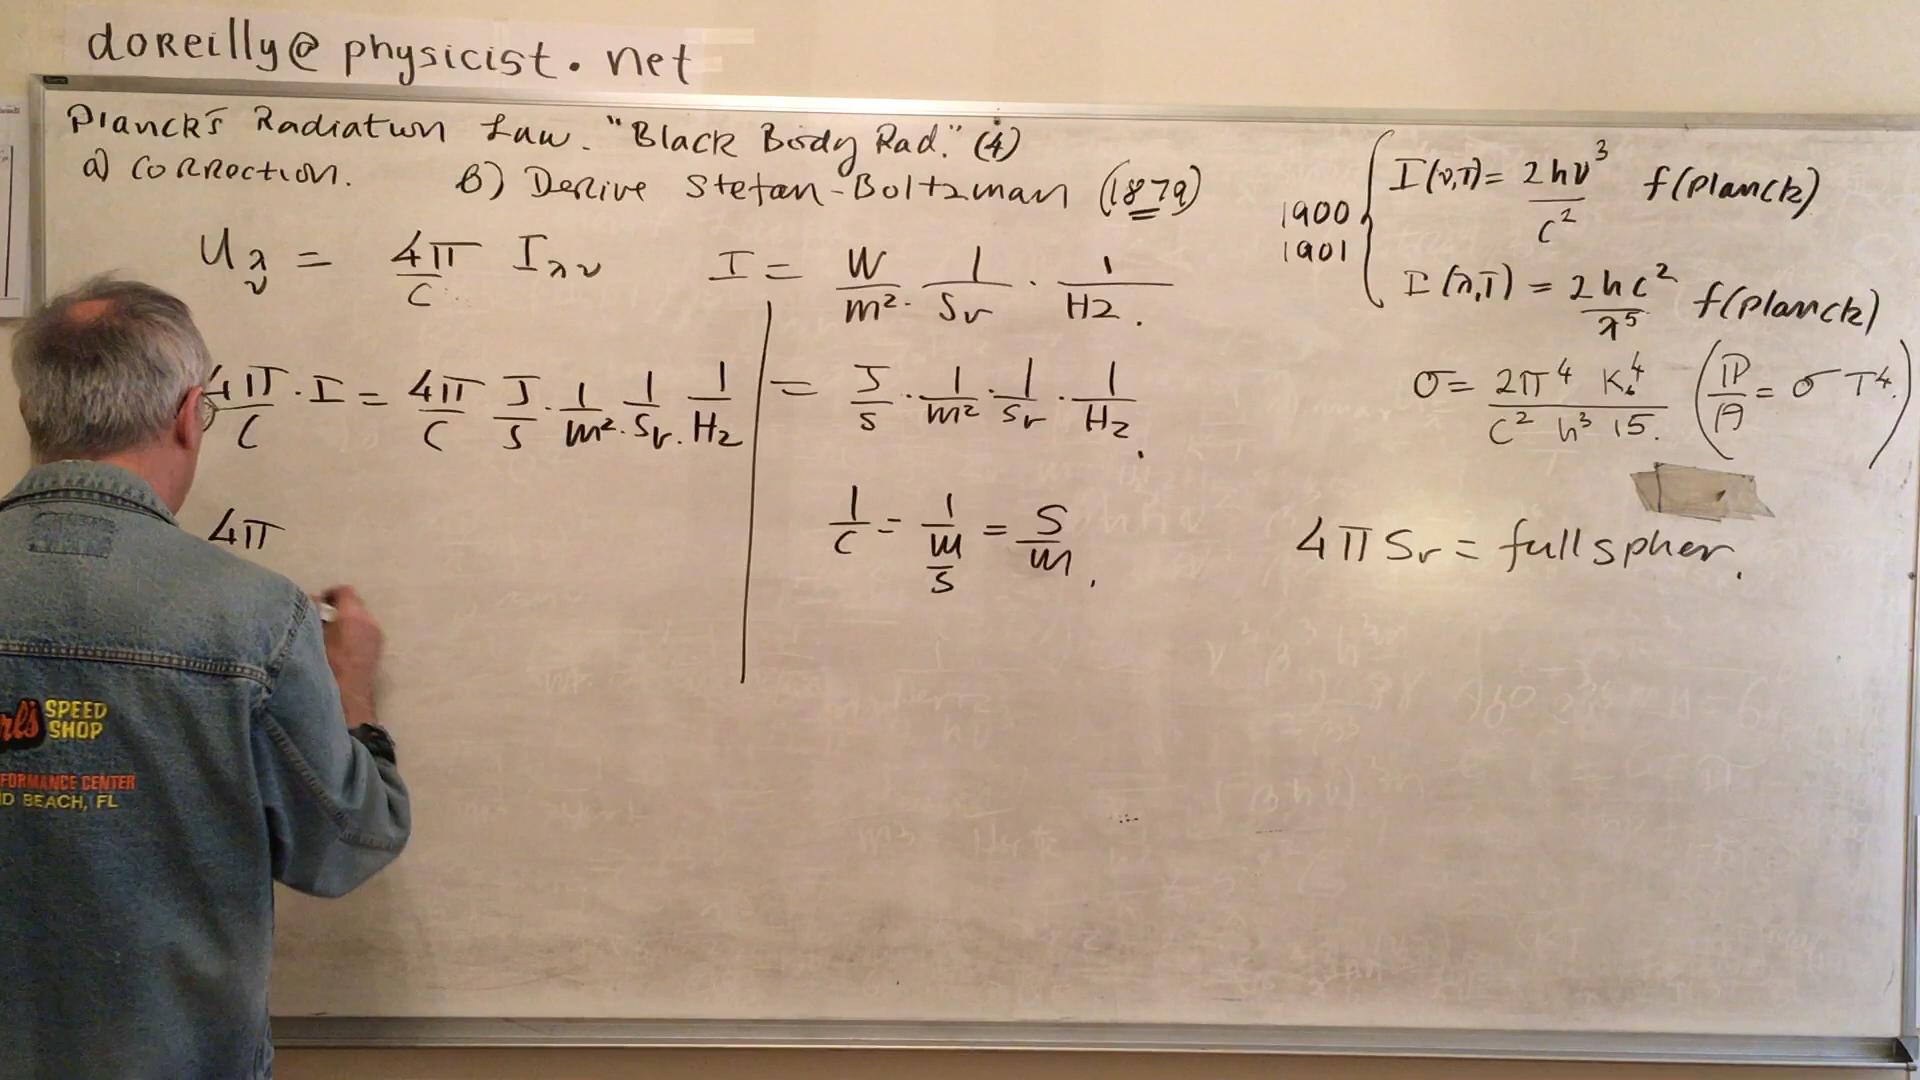 doReilly@physicist.net
Planck's Radiation Law. "Black Body Rad." (4)
a) CORRection. B) Derive Stefan-Boltzman (1879)
1900
1901
I(ν,T) = 2hν³/c² f(Planck)
I(λ,T) = 2hc²/λ⁵ f(Planck)
U λ ν = 4π/c I λν
I = W/m² · 1/Sr · 1/Hz.
4π/c · I = 4π/c J/s · 1/m² · 1/Sr · 1/Hz
= J/s · 1/m² · 1/Sr · 1/Hz.
σ = 2π⁴ K⁴/c² h³ 15. (P/A = σ T⁴.)
4π
1/c = 1/(m/s) = s/m.
4π Sr = full spher.
SPEED
SHOP
BEACH, FL